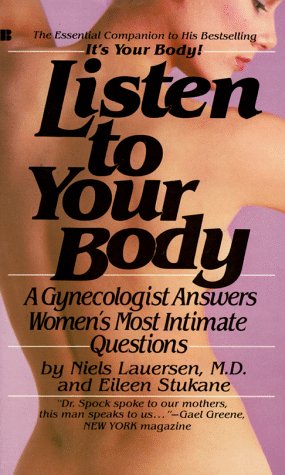 B
The Essential Companion to His Bestselling
It's Your Body!
Listen
to
Your
Body
A Gynecologist Answers
Women's Most Intimate
Questions
by Niels Lauersen, M.D.
and Eileen Stukane
"Dr. Spock spoke to our mothers,
this man speaks to us..."—Gael Greene,
NEW YORK magazine